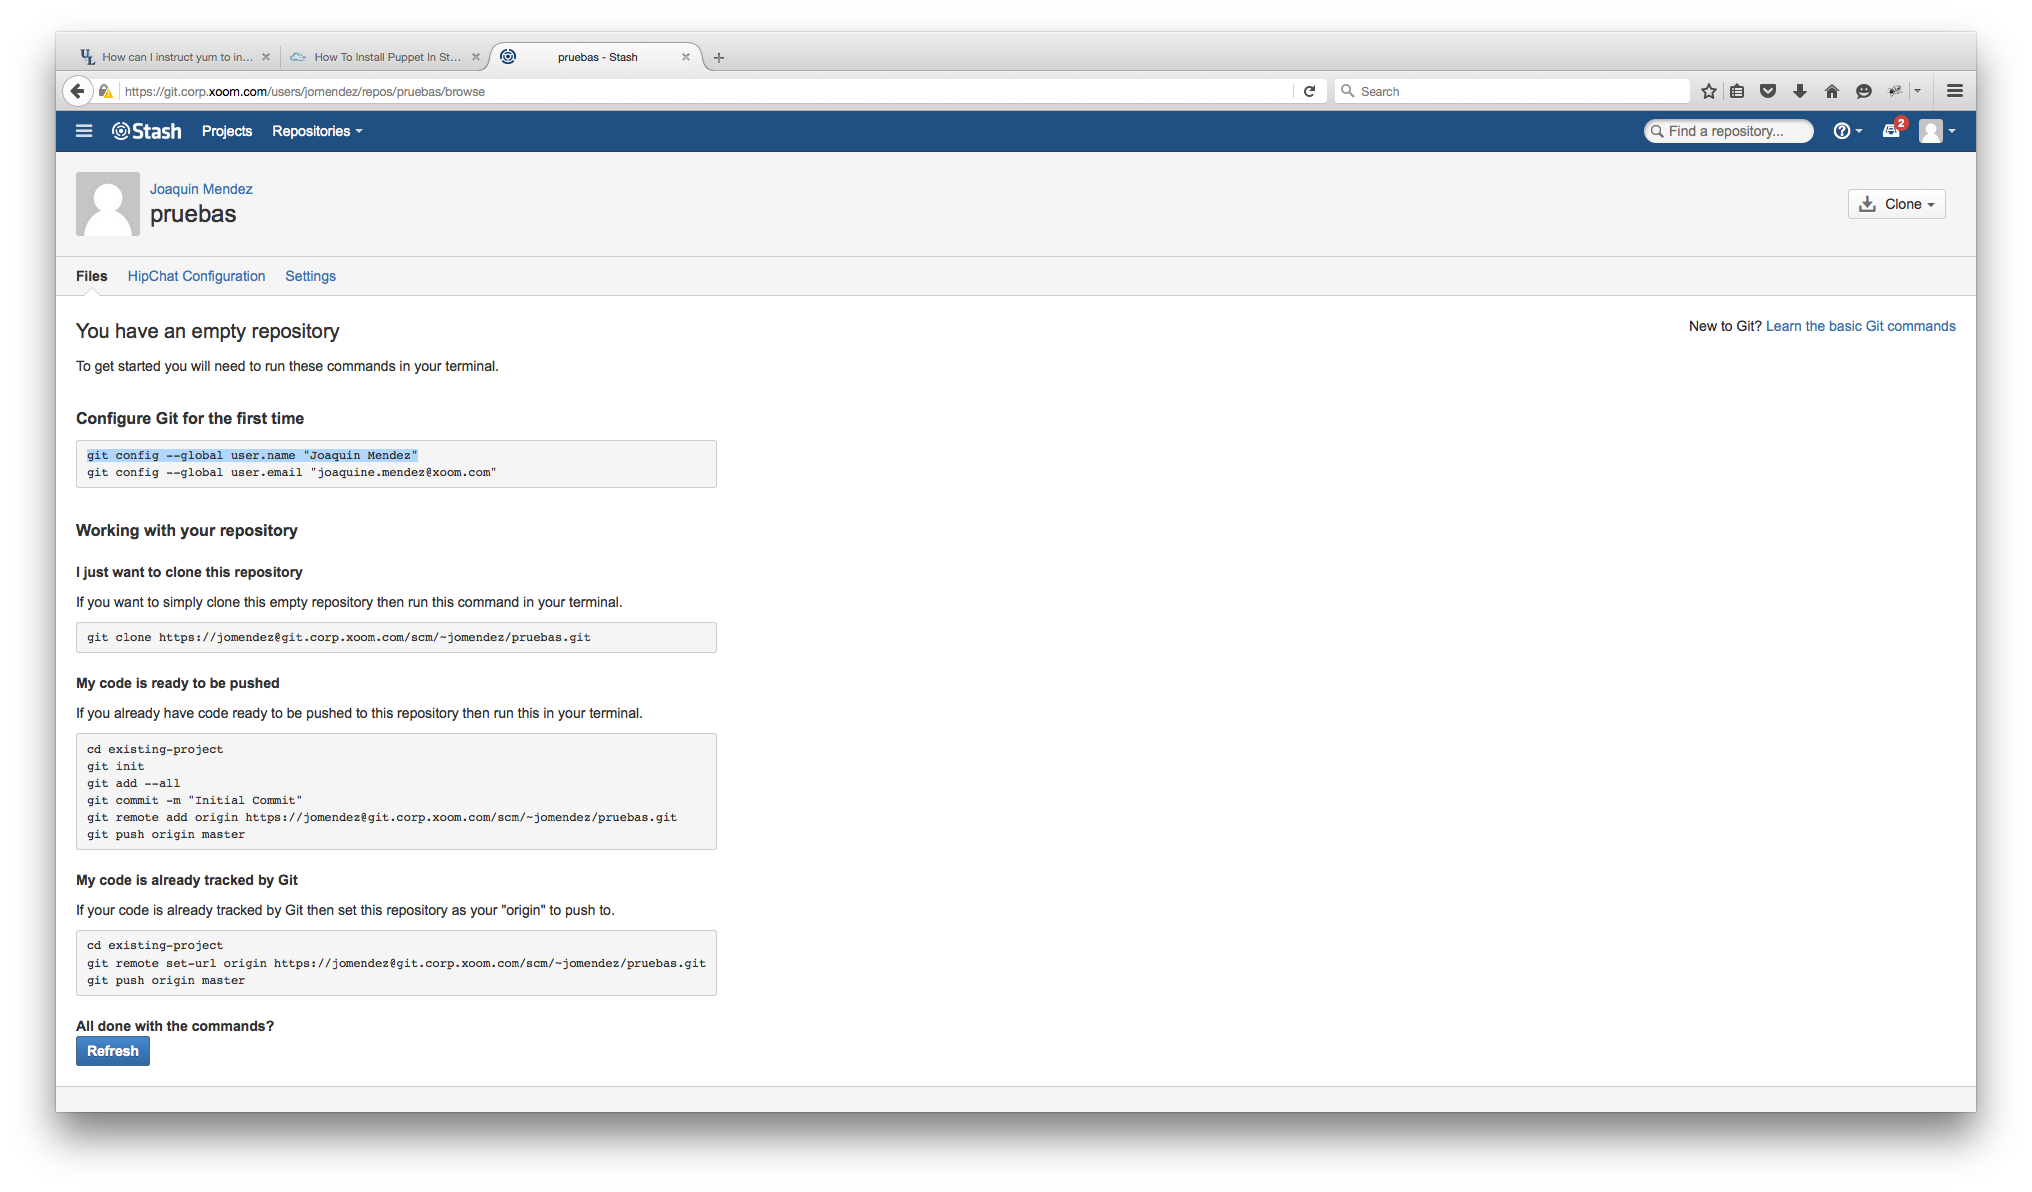 How can I instruct yum to in...
How To Install Puppet In St...
pruebas - Stash
https://git.corp.xoom.com/users/jomendez/repos/pruebas/browse
Search
Stash
Projects
Repositories
Find a repository...
2
Joaquin Mendez
pruebas
Clone
Files
HipChat Configuration
Settings
You have an empty repository
New to Git? Learn the basic Git commands
To get started you will need to run these commands in your terminal.
Configure Git for the first time
git config --global user.name "Joaquin Mendez"
git config --global user.email "joaquine.mendez@xoom.com"
Working with your repository
I just want to clone this repository
If you want to simply clone this empty repository then run this command in your terminal.
git clone https://jomendez@git.corp.xoom.com/scm/~jomendez/pruebas.git
My code is ready to be pushed
If you already have code ready to be pushed to this repository then run this in your terminal.
cd existing-project
git init
git add --all
git commit -m "Initial Commit"
git remote add origin https://jomendez@git.corp.xoom.com/scm/~jomendez/pruebas.git
git push origin master
My code is already tracked by Git
If your code is already tracked by Git then set this repository as your "origin" to push to.
cd existing-project
git remote set-url origin https://jomendez@git.corp.xoom.com/scm/~jomendez/pruebas.git
git push origin master
All done with the commands?
Refresh